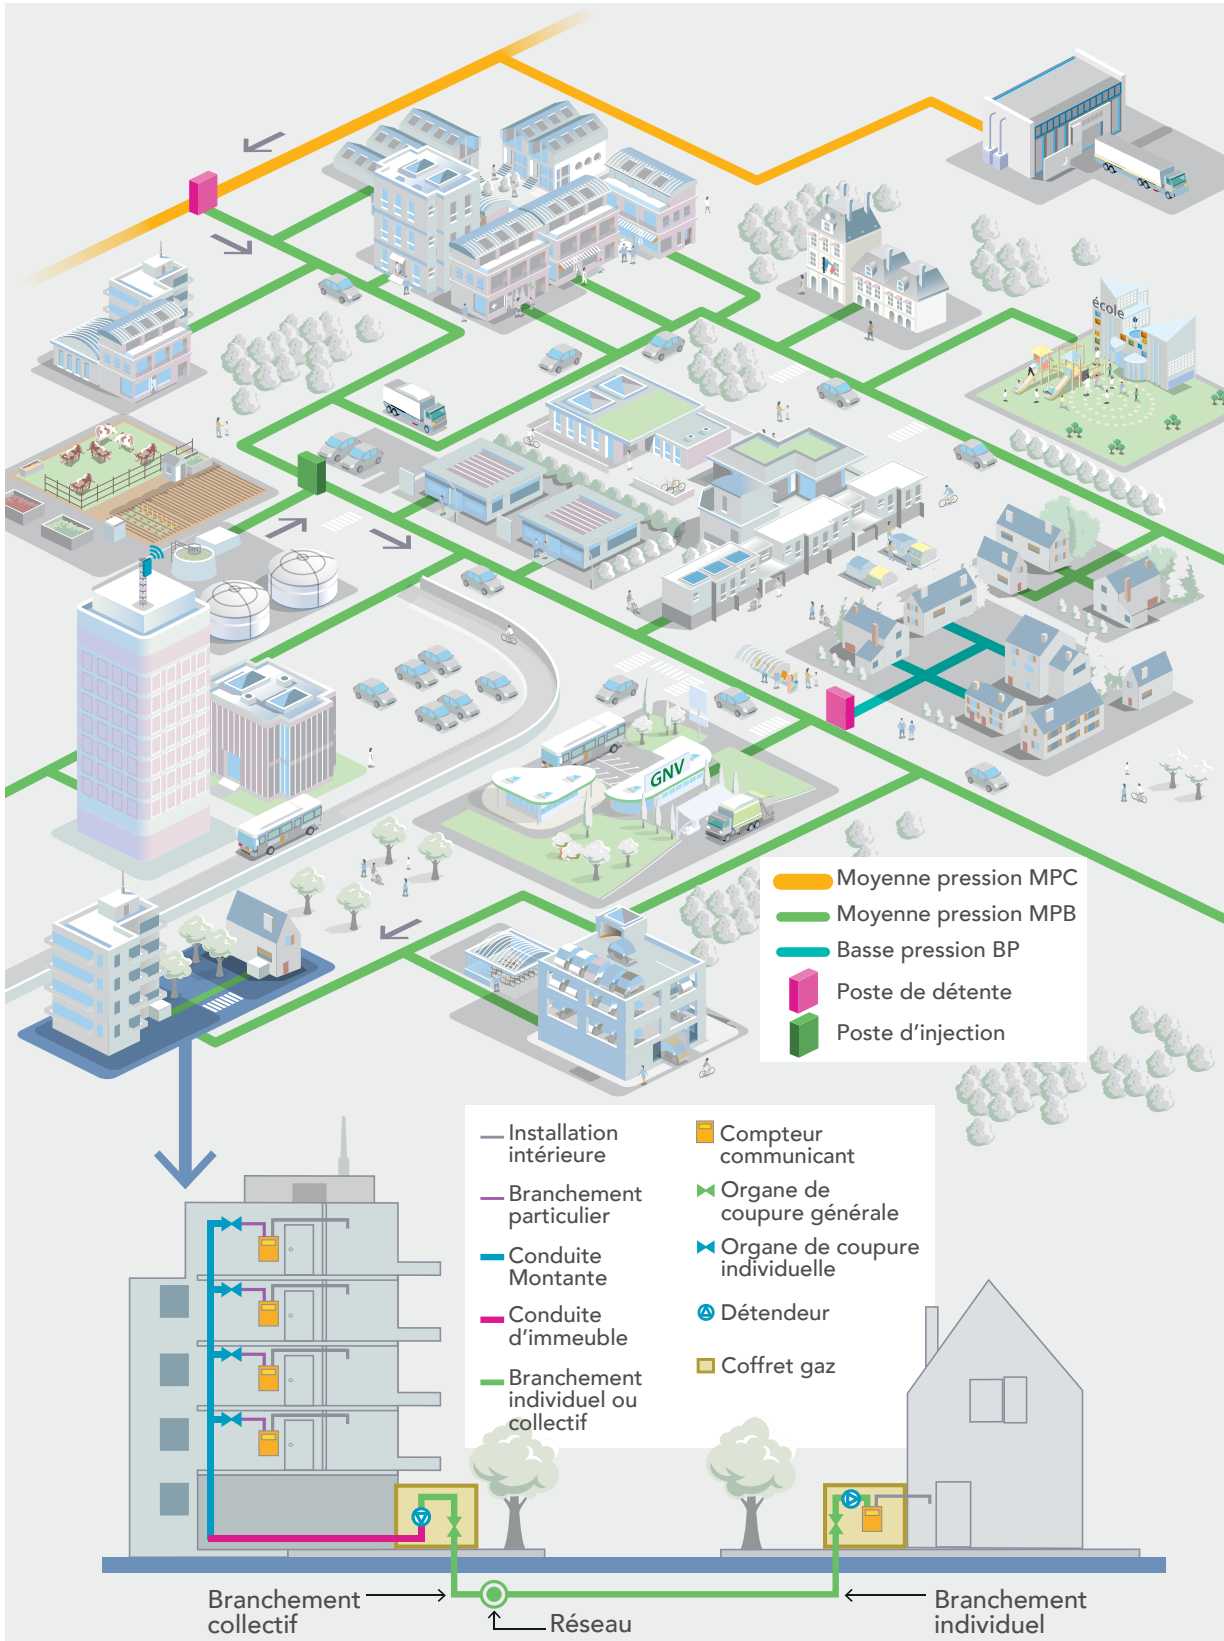 école
GNV
Moyenne pression MPC
Moyenne pression MPB
Basse pression BP
Poste de détente
Poste d'injection
Installation
intérieure
Branchement
particulier
Conduite
Montante
Conduite
d'immeuble
Branchement
individuel ou
collectif
Compteur
communicant
Organe de
coupure générale
Organe de coupure
individuelle
Détendeur
Coffret gaz
Branchement
collectif
Réseau
Branchement
individuel